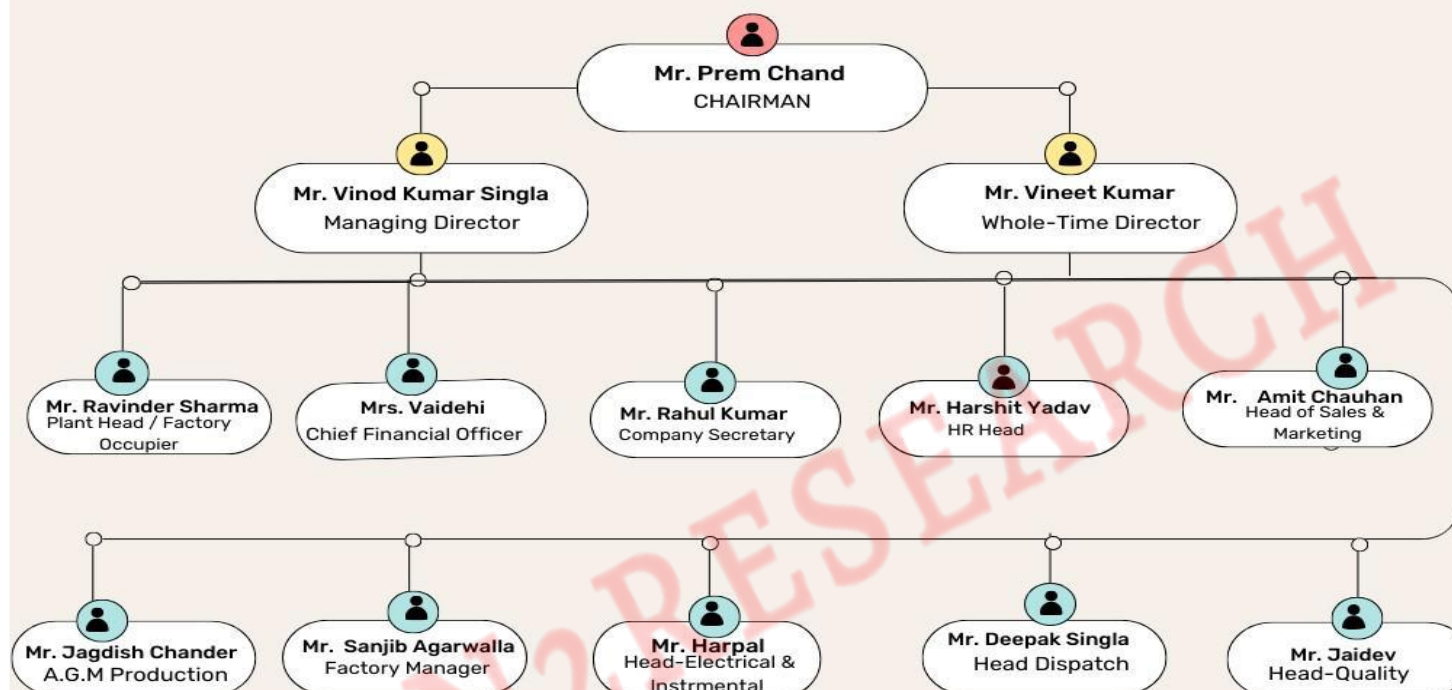 Mr. Prem Chand
CHAIRMAN
Mr. Vinod Kumar Singla
Managing Director
Mr. Vineet Kumar
Whole-Time Director
Mr. Ravinder Sharma
Plant Head / Factory
Occupier
Mrs. Vaidehi
Chief Financial Officer
Mr. Rahul Kumar
Company Secretary
Mr. Harshit Yadav
HR Head
Mr. Amit Chauhan
Head of Sales &
Marketing
Mr. Jagdish Chander
A.G.M Production
Mr. Sanjib Agarwalla
Factory Manager
Mr. Harpal
Head-Electrical &
Instrmental
Mr. Deepak Singla
Head Dispatch
Mr. Jaidev
Head-Quality
N2RESEARCH